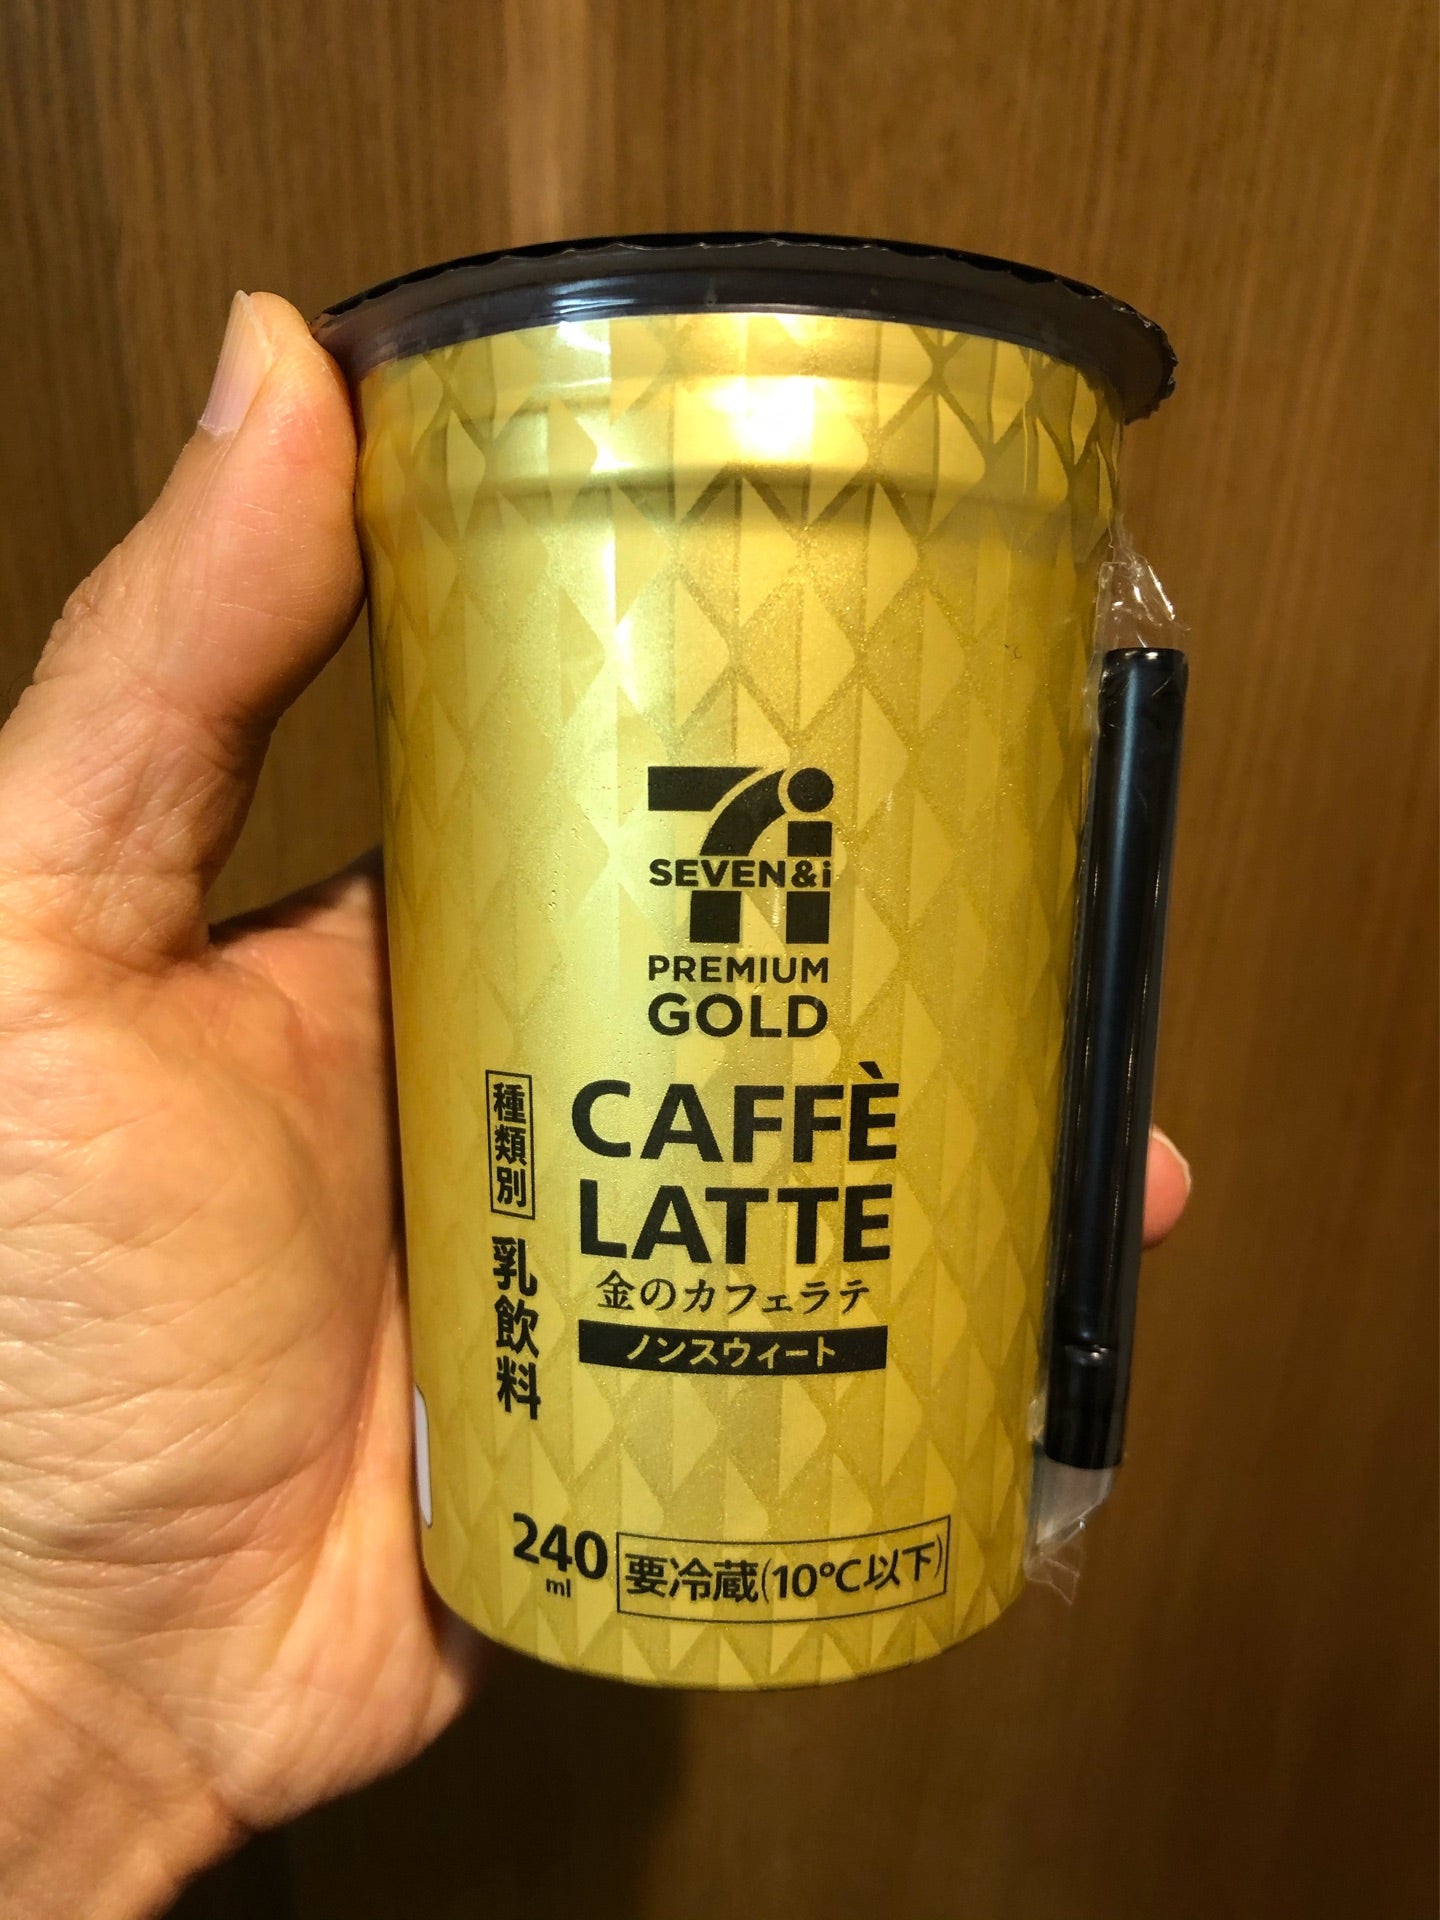 7i
SEVEN&i
PREMIUM
GOLD
CAFFÈ
LATTE
金のカフェラテ
ノンスウィート
種類別 乳飲料
240 ml
要冷蔵(10℃以下)